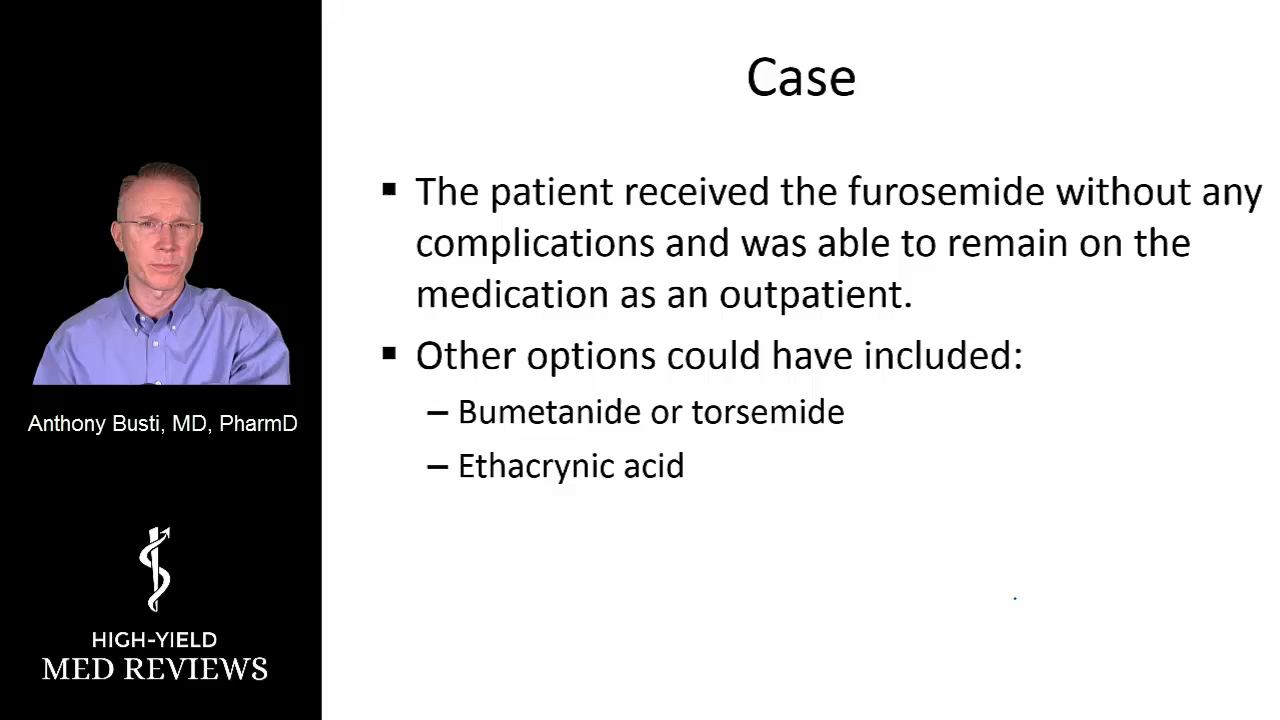 Case
▪ The patient received the furosemide without any
complications and was able to remain on the
medication as an outpatient.
▪ Other options could have included:
– Bumetanide or torsemide
– Ethacrynic acid
Anthony Busti, MD, PharmD
HIGH-YIELD
MED REVIEWS